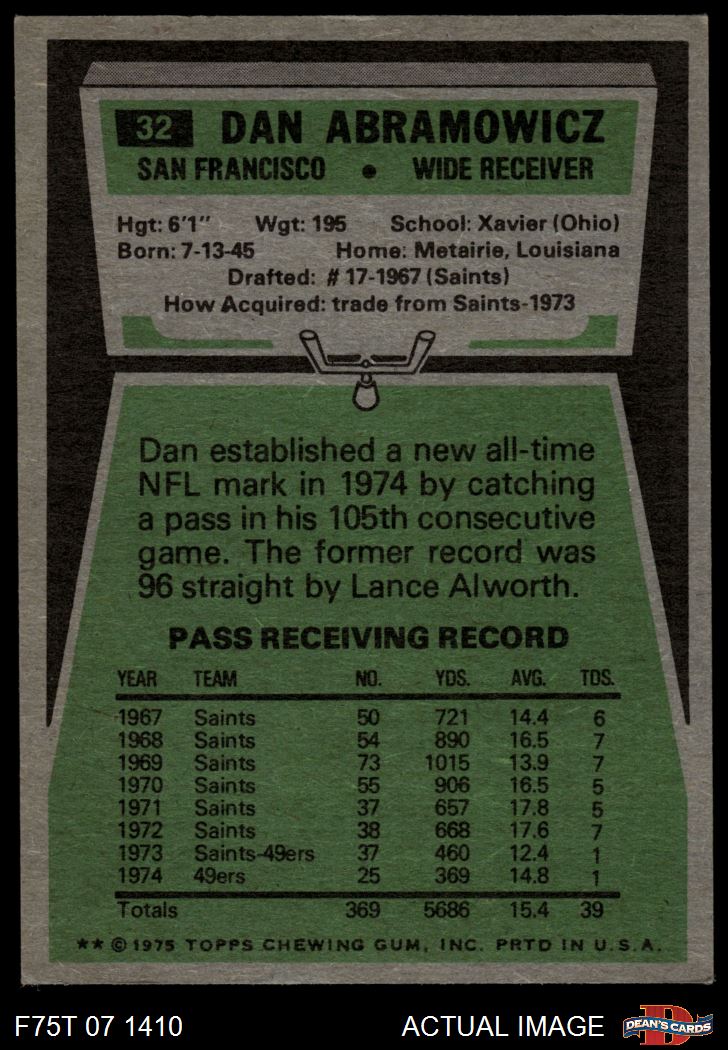 32 DAN ABRAMOWICZ
SAN FRANCISCO • WIDE RECEIVER
Hgt: 6'1" Wgt: 195 School: Xavier (Ohio)
Born: 7-13-45 Home: Metairie, Louisiana
Drafted: # 17-1967 (Saints)
How Acquired: trade from Saints-1973
Dan established a new all-time
NFL mark in 1974 by catching
a pass in his 105th consecutive
game. The former record was
96 straight by Lance Alworth.
PASS RECEIVING RECORD
YEAR TEAM NO. YDS. AVG. TDS.
1967 Saints 50 721 14.4 6
1968 Saints 54 890 16.5 7
1969 Saints 73 1015 13.9 7
1970 Saints 55 906 16.5 5
1971 Saints 37 657 17.8 5
1972 Saints 38 668 17.6 7
1973 Saints-49ers 37 460 12.4 1
1974 49ers 25 369 14.8 1
Totals 369 5686 15.4 39
** © 1975 TOPPS CHEWING GUM, INC. PRTD IN U.S.A.
F75T 07 1410 ACTUAL IMAGE D DEAN'S CARDS